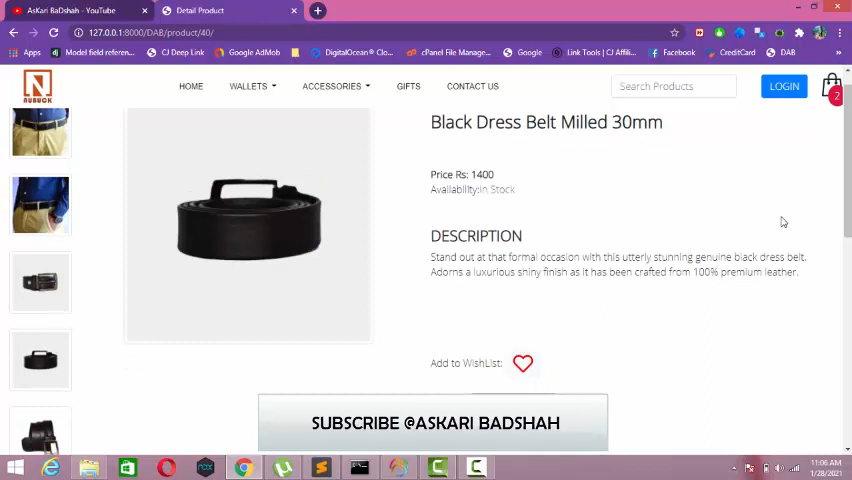 AsKari BaDshah - YouTube
Detail Product
127.0.0.1:8000/DAB/product/40/
Apps
Model field referen...
CJ Deep Link
Google AdMob
DigitalOcean® Clo...
cPanel File Manage...
Google
Link Tools | CJ Affili...
Facebook
CreditCard
DAB
N
NUBUCK
HOME
WALLETS
ACCESSORIES
GIFTS
CONTACT US
Search Products
LOGIN
2
Black Dress Belt Milled 30mm
Price Rs: 1400
Availability:In Stock
DESCRIPTION
Stand out at that formal occasion with this utterly stunning genuine black dress belt.
Adorns a luxurious shiny finish as it has been crafted from 100% premium leather.
Add to WishList:
SUBSCRIBE @ASKARI BADSHAH
11:06 AM
1/28/2021